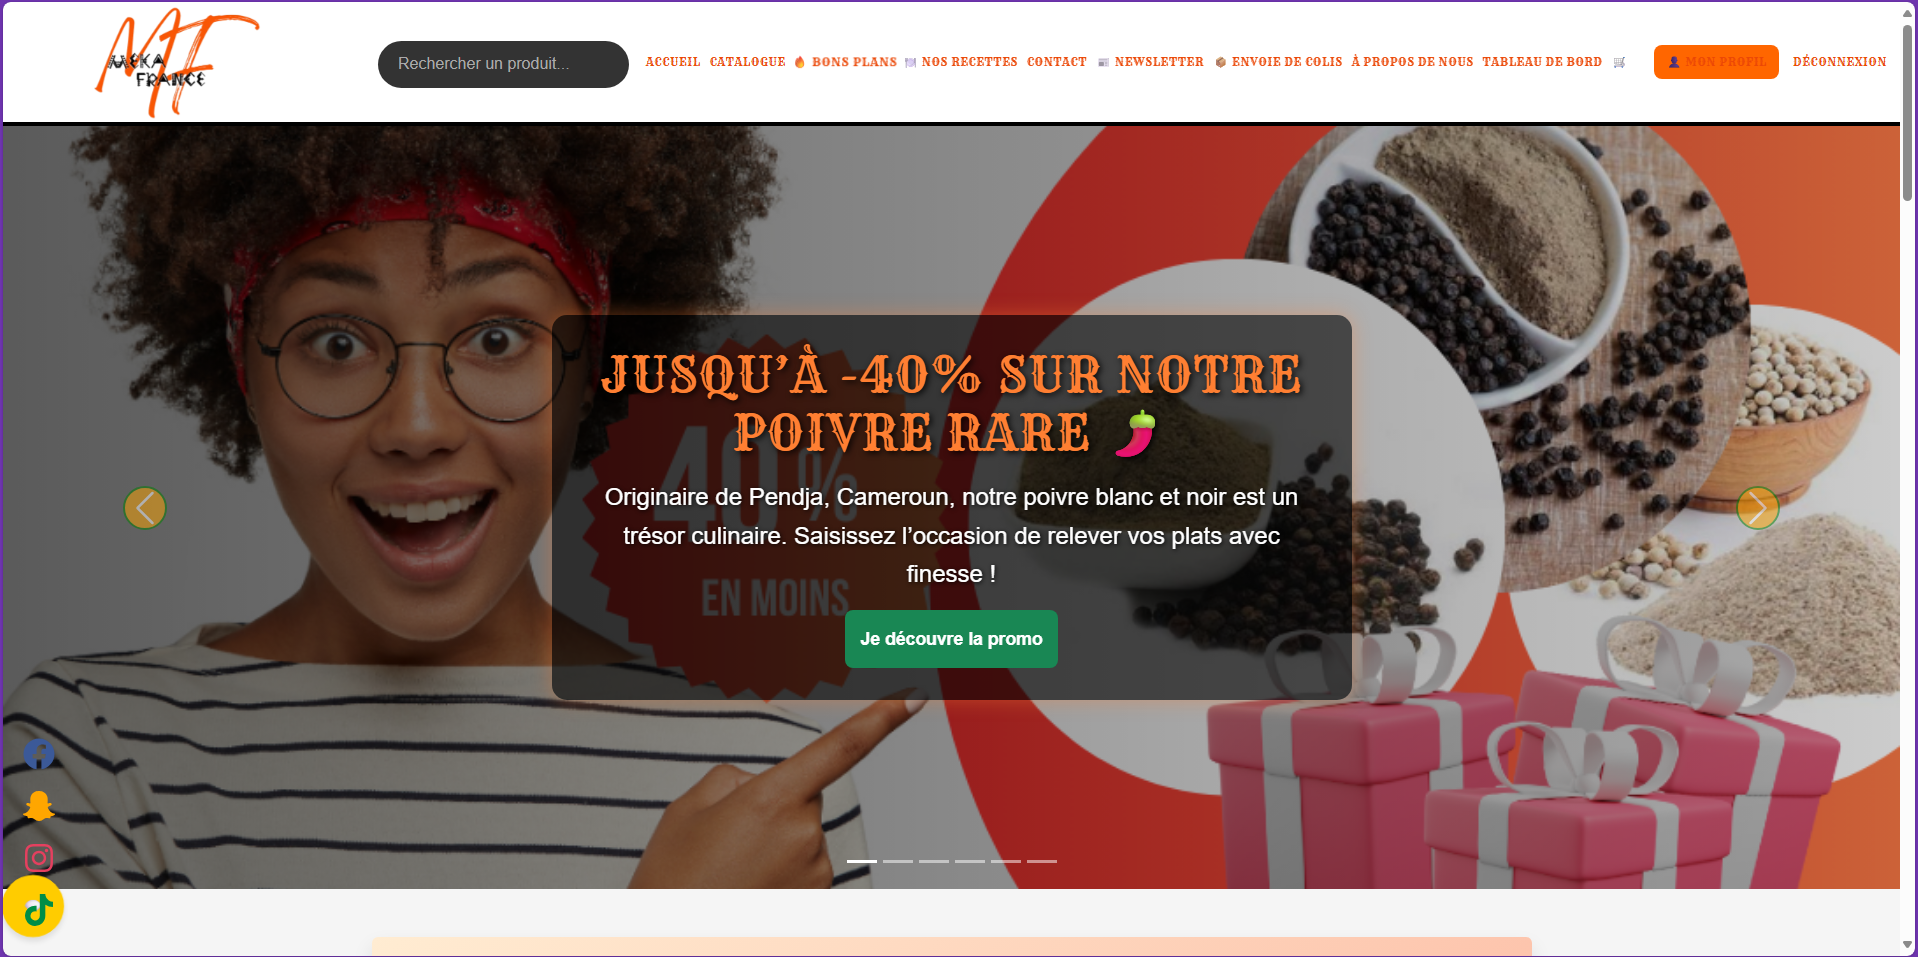 MF
MEKA
FRANCE
Rechercher un produit...
ACCUEIL CATALOGUE 🔥 BONS PLANS 🍽️ NOS RECETTES CONTACT 📰 NEWSLETTER 📦 ENVOIE DE COLIS À PROPOS DE NOUS TABLEAU DE BORD 🛒 👤 MON PROFIL DÉCONNEXION
JUSQU’À -40% SUR NOTRE
POIVRE RARE 🌶️
40%
Originaire de Pendja, Cameroun, notre poivre blanc et noir est un
trésor culinaire. Saisissez l’occasion de relever vos plats avec
finesse !
EN MOINS
Je découvre la promo